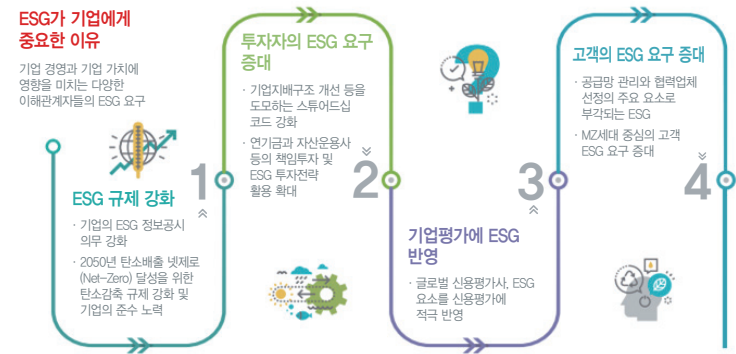 ESG가 기업에게
중요한 이유
기업 경영과 기업 가치에
영향을 미치는 다양한
이해관계자들의 ESG 요구
1
ESG 규제 강화
· 기업의 ESG 정보공시
의무 강화
· 2050년 탄소배출 넷제로
(Net-Zero) 달성을 위한
탄소감축 규제 강화 및
기업의 준수 노력
투자자의 ESG 요구
증대
· 기업지배구조 개선 등을
도모하는 스튜어드십
코드 강화
· 연기금과 자산운용사
등의 책임투자 및
ESG 투자전략
활용 확대
2
3
기업평가에 ESG
반영
· 글로벌 신용평가사, ESG
요소를 신용평가에
적극 반영
고객의 ESG 요구 증대
· 공급망 관리와 협력업체
선정의 주요 요소로
부각되는 ESG
· MZ세대 중심의 고객
ESG 요구 증대
4